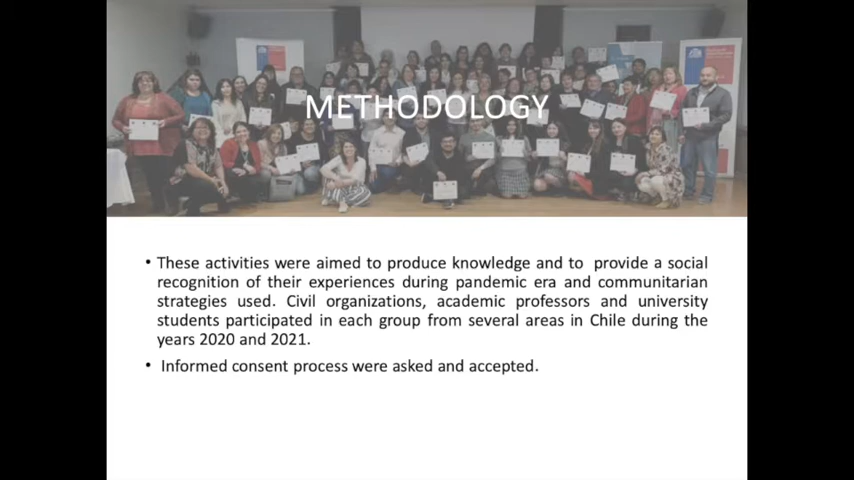 METHODOLOGY
• These activities were aimed to produce knowledge and to provide a social
recognition of their experiences during pandemic era and communitarian
strategies used. Civil organizations, academic professors and university
students participated in each group from several areas in Chile during the
years 2020 and 2021.
• Informed consent process were asked and accepted.